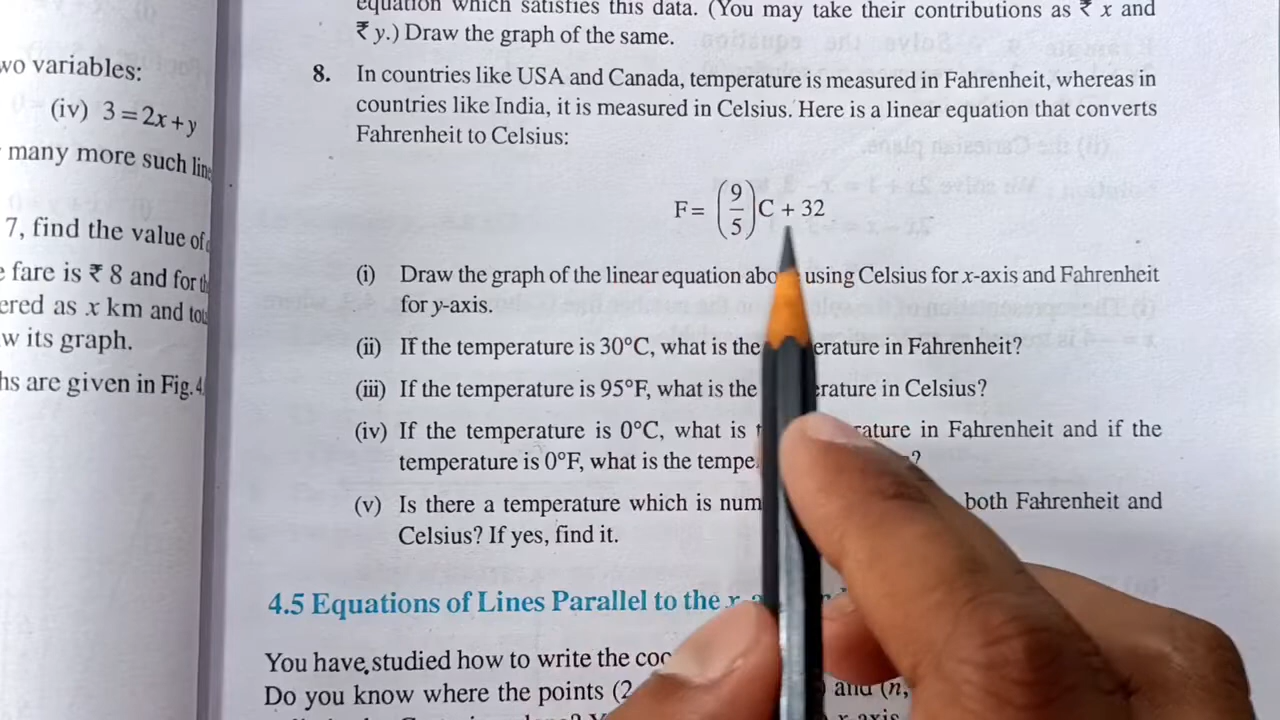 equation which satisfies this data. (You may take their contributions as ₹ x and
₹ y.) Draw the graph of the same.
wo variables:
(iv) 3=2x+y
many more such lin
7, find the value of
e fare is ₹ 8 and for th
ered as x km and tot
w its graph.
hs are given in Fig.4
8. In countries like USA and Canada, temperature is measured in Fahrenheit, whereas in
countries like India, it is measured in Celsius. Here is a linear equation that converts
Fahrenheit to Celsius:
F= (9/5)C + 32
(i) Draw the graph of the linear equation abo using Celsius for x-axis and Fahrenheit
for y-axis.
(ii) If the temperature is 30°C, what is the erature in Fahrenheit?
(iii) If the temperature is 95°F, what is the rature in Celsius?
(iv) If the temperature is 0°C, what is rature in Fahrenheit and if the
temperature is 0°F, what is the tempe ?
(v) Is there a temperature which is num both Fahrenheit and
Celsius? If yes, find it.
4.5 Equations of Lines Parallel to the x-a
You have studied how to write the coo
Do you know where the points (2 ) and (n,
x-axis